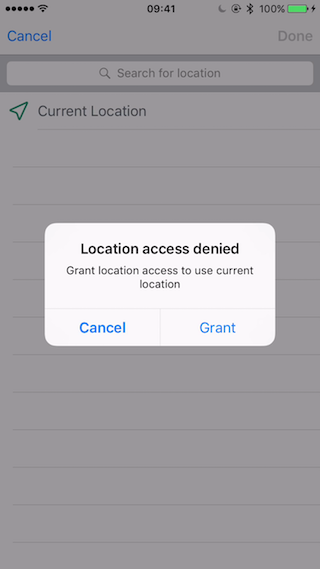 09:41
100%
Cancel
Done
Search for location
Current Location
Location access denied
Grant location access to use current
location
Cancel
Grant